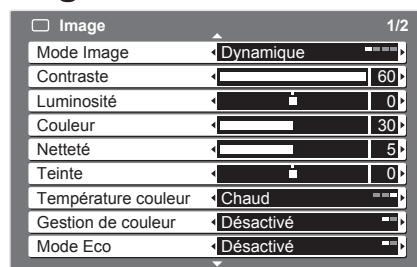 Image 1/2
Mode Image Dynamique
Contraste 60
Luminosité 0
Couleur 30
Netteté 5
Teinte 0
Température couleur Chaud
Gestion de couleur Désactivé
Mode Eco Désactivé